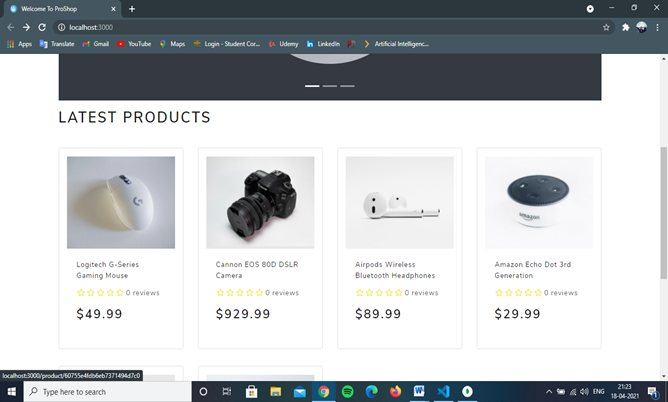 Welcome To ProShop
localhost:3000
Apps
Translate
Gmail
YouTube
Maps
Login - Student Cor...
Udemy
LinkedIn
Artificial Intelligenc...
LATEST PRODUCTS
G
amazon
Logitech G-Series
Gaming Mouse
0 reviews
$49.99
Cannon EOS 80D DSLR
Camera
0 reviews
$929.99
Airpods Wireless
Bluetooth Headphones
0 reviews
$89.99
Amazon Echo Dot 3rd
Generation
0 reviews
$29.99
localhost:3000/product/60755e4fdb6eb7371494d7c0
Type here to search
ENG
21:23
18-04-2021